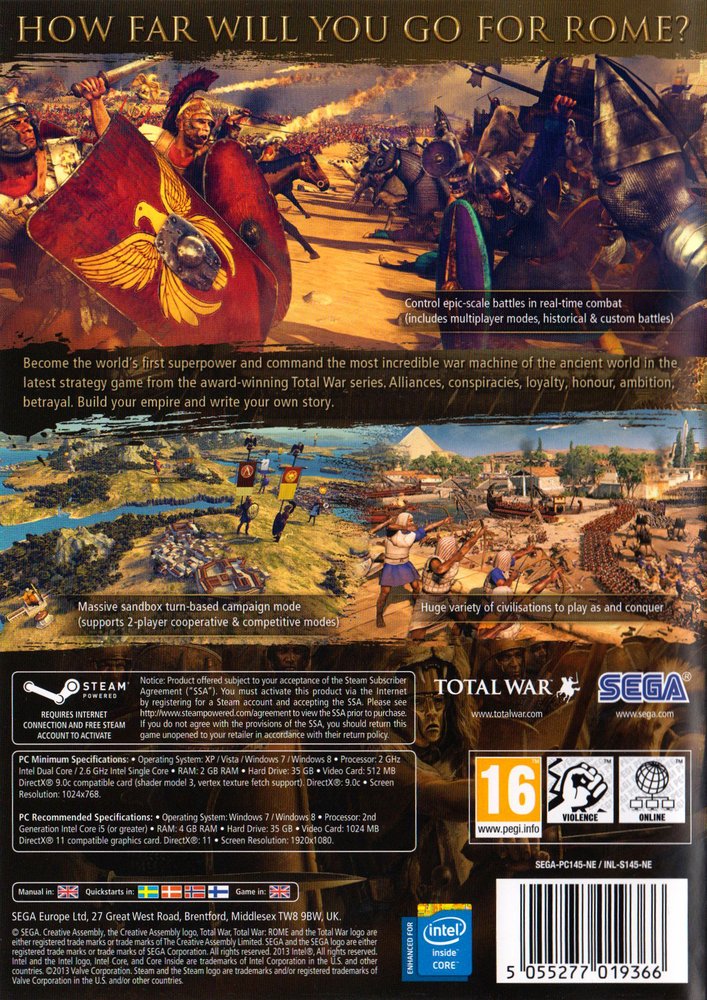 HOW FAR WILL YOU GO FOR ROME?
Control epic-scale battles in real-time combat
(includes multiplayer modes, historical & custom battles)
Become the world's first superpower and command the most incredible war machine of the ancient world in the
latest strategy game from the award-winning Total War series. Alliances, conspiracies, loyalty, honour, ambition,
betrayal. Build your empire and write your own story.
Massive sandbox turn-based campaign mode
(supports 2-player cooperative & competitive modes)
Huge variety of civilisations to play as and conquer
STEAM
POWERED
REQUIRES INTERNET
CONNECTION AND FREE STEAM
ACCOUNT TO ACTIVATE
Notice: Product offered subject to your acceptance of the Steam Subscriber
Agreement ("SSA"). You must activate this product via the Internet
by registering for a Steam account and accepting the SSA. Please see
http://www.steampowered.com/agreement to view the SSA prior to purchase.
If you do not agree with the provisions of the SSA, you should return this
game unopened to your retailer in accordance with their return policy.
TOTAL WAR
www.totalwar.com
SEGA®
www.sega.com
PC Minimum Specifications: • Operating System: XP / Vista / Windows 7 / Windows 8 • Processor: 2 GHz
Intel Dual Core / 2.6 GHz Intel Single Core • RAM: 2 GB RAM • Hard Drive: 35 GB • Video Card: 512 MB
DirectX® 9.0c compatible card (shader model 3, vertex texture fetch support). DirectX®: 9.0c • Screen
Resolution: 1024x768.
PC Recommended Specifications: • Operating System: Windows 7 / Windows 8 • Processor: 2nd
Generation Intel Core i5 (or greater) • RAM: 4 GB RAM • Hard Drive: 35 GB • Video Card: 1024 MB
DirectX® 11 compatible graphics card. DirectX®: 11 • Screen Resolution: 1920x1080.
16
www.pegi.info
VIOLENCE
ONLINE
SEGA-PC145-NE / INL-S145-NE
Manual in: Quickstarts in: Game in:
SEGA Europe Ltd, 27 Great West Road, Brentford, Middlesex TW8 9BW, UK.
© SEGA. Creative Assembly, the Creative Assembly logo, Total War, Total War: ROME and the Total War logo are
either registered trade marks or trade marks of The Creative Assembly Limited. SEGA and the SEGA logo are either
registered trade marks or trade marks of SEGA Corporation. All rights reserved. 2013 Intel®, All rights reserved.
Intel and the Intel logo, Intel Core, and Core Inside are trademarks of Intel Corporation in the U.S. and other
countries. ©2013 Valve Corporation. Steam and the Steam logo are trademarks and/or registered trademarks of
Valve Corporation in the U.S. and/or other countries.
ENHANCED FOR
intel
inside™
CORE™
5 055277 019366